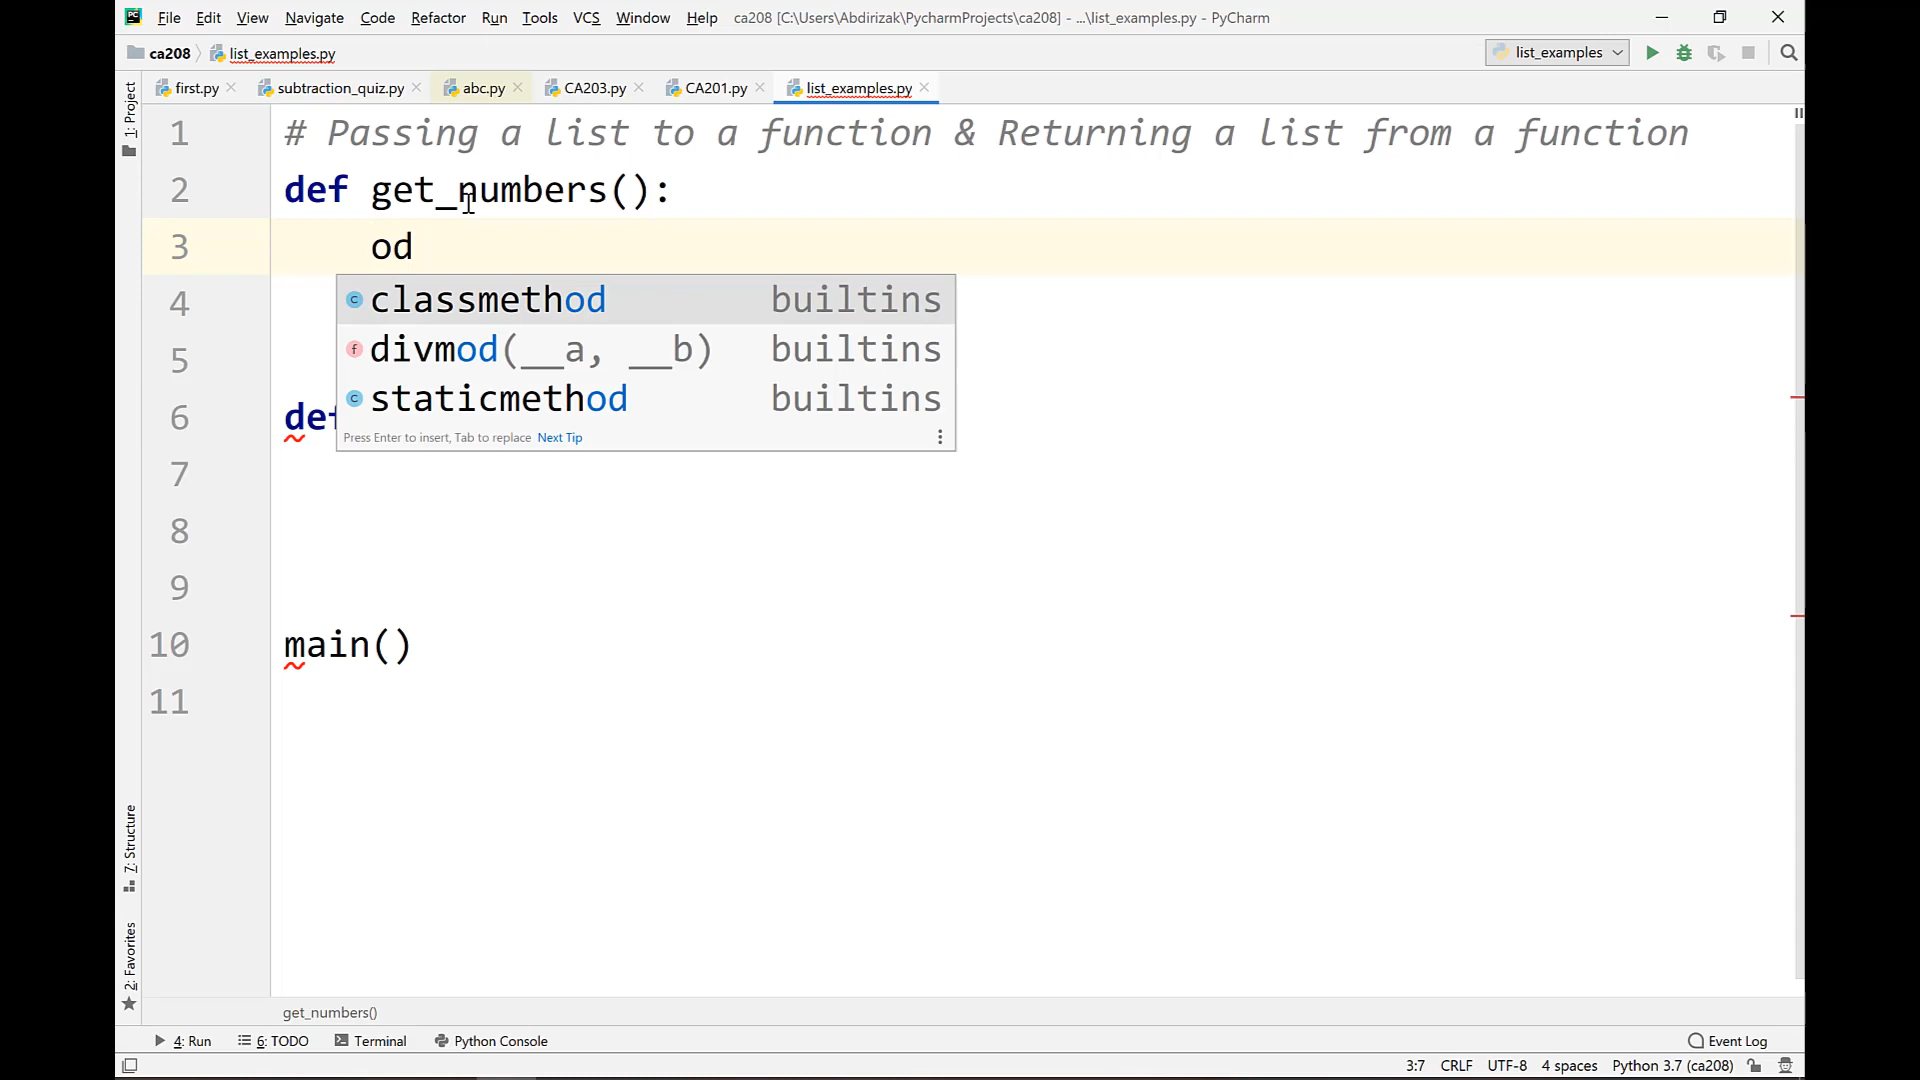 File Edit View Navigate Code Refactor Run Tools VCS Window Help ca208 [C:\Users\Abdirizak\PycharmProjects\ca208] - ...\list_examples.py - PyCharm
ca208 list_examples.py list_examples
first.py subtraction_quiz.py abc.py CA203.py CA201.py list_examples.py
1: Project
1 # Passing a list to a function & Returning a list from a function
2 def get_numbers():
3 od
classmethod builtins
4
divmod(__a, __b) builtins
5
staticmethod builtins
6 def
Press Enter to insert, Tab to replace Next Tip
7
8
9
10 main()
11
7: Structure
2: Favorites
get_numbers()
4: Run 6: TODO Terminal Python Console Event Log
3:7 CRLF UTF-8 4 spaces Python 3.7 (ca208)